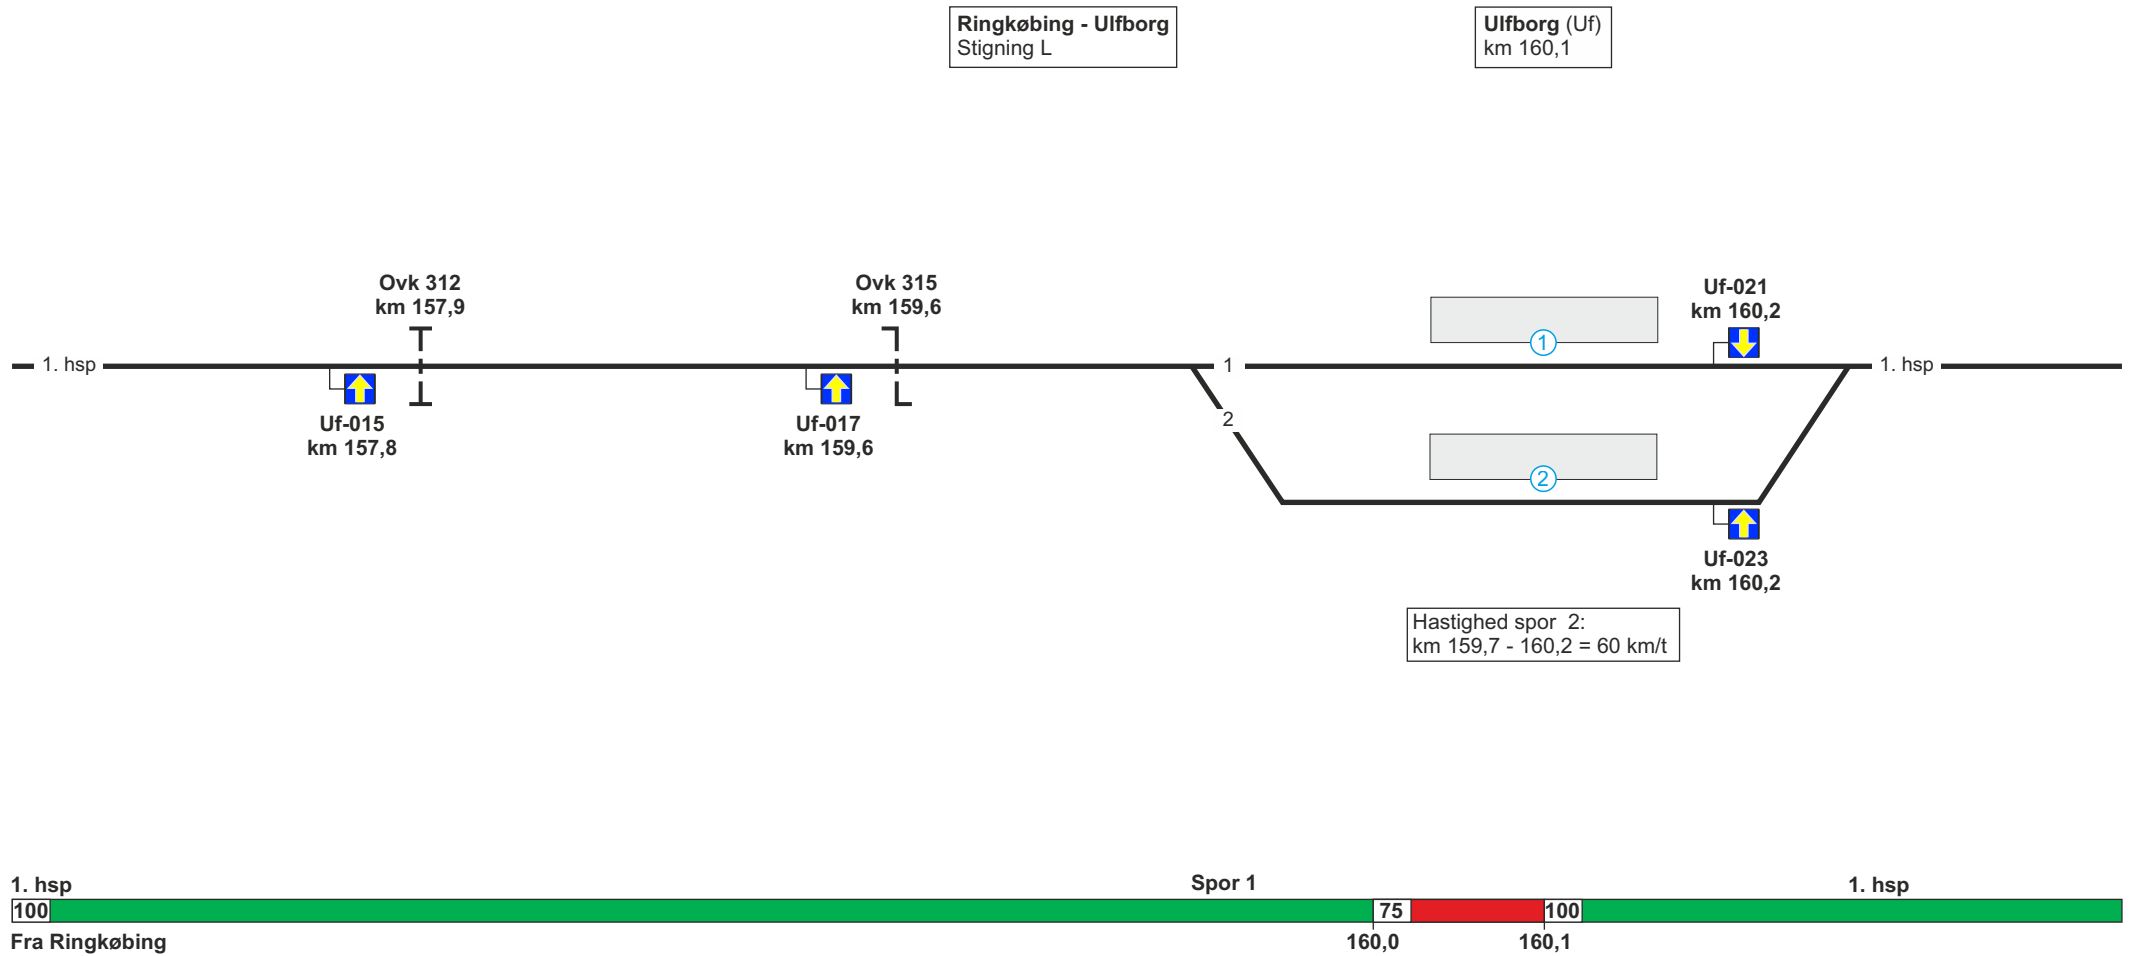 Ringkøbing - Ulfborg
Stigning L
Ulfborg (Uf)
km 160,1
Ovk 312
km 157,9
Ovk 315
km 159,6
Uf-021
km 160,2
1. hsp
1
1
1. hsp
Uf-015
km 157,8
Uf-017
km 159,6
2
2
Uf-023
km 160,2
Hastighed spor 2:
km 159,7 - 160,2 = 60 km/t
1. hsp
Spor 1
1. hsp
100
75
100
Fra Ringkøbing
160,0
160,1